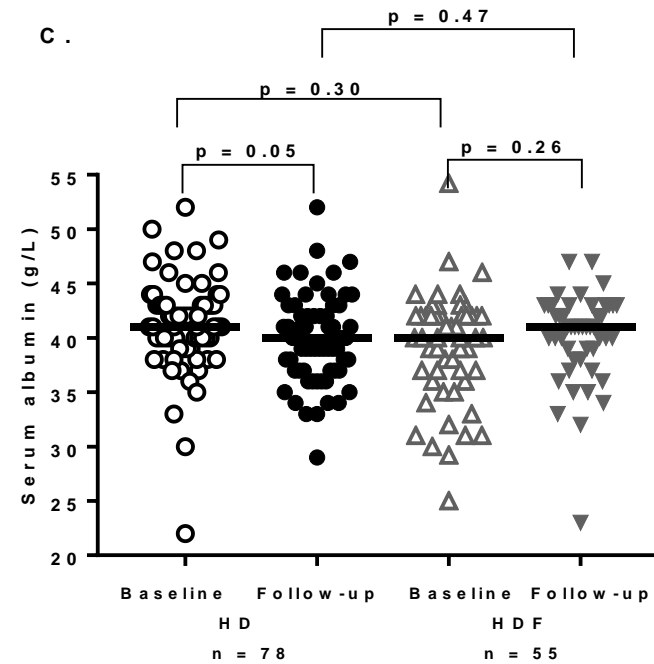 C.
p = 0.47
p = 0.30
p = 0.05
p = 0.26
55
50
45
40
35
30
25
20
Serum albumin (g/L)
Baseline Follow-up Baseline Follow-up
HD HDF
n = 78 n = 55